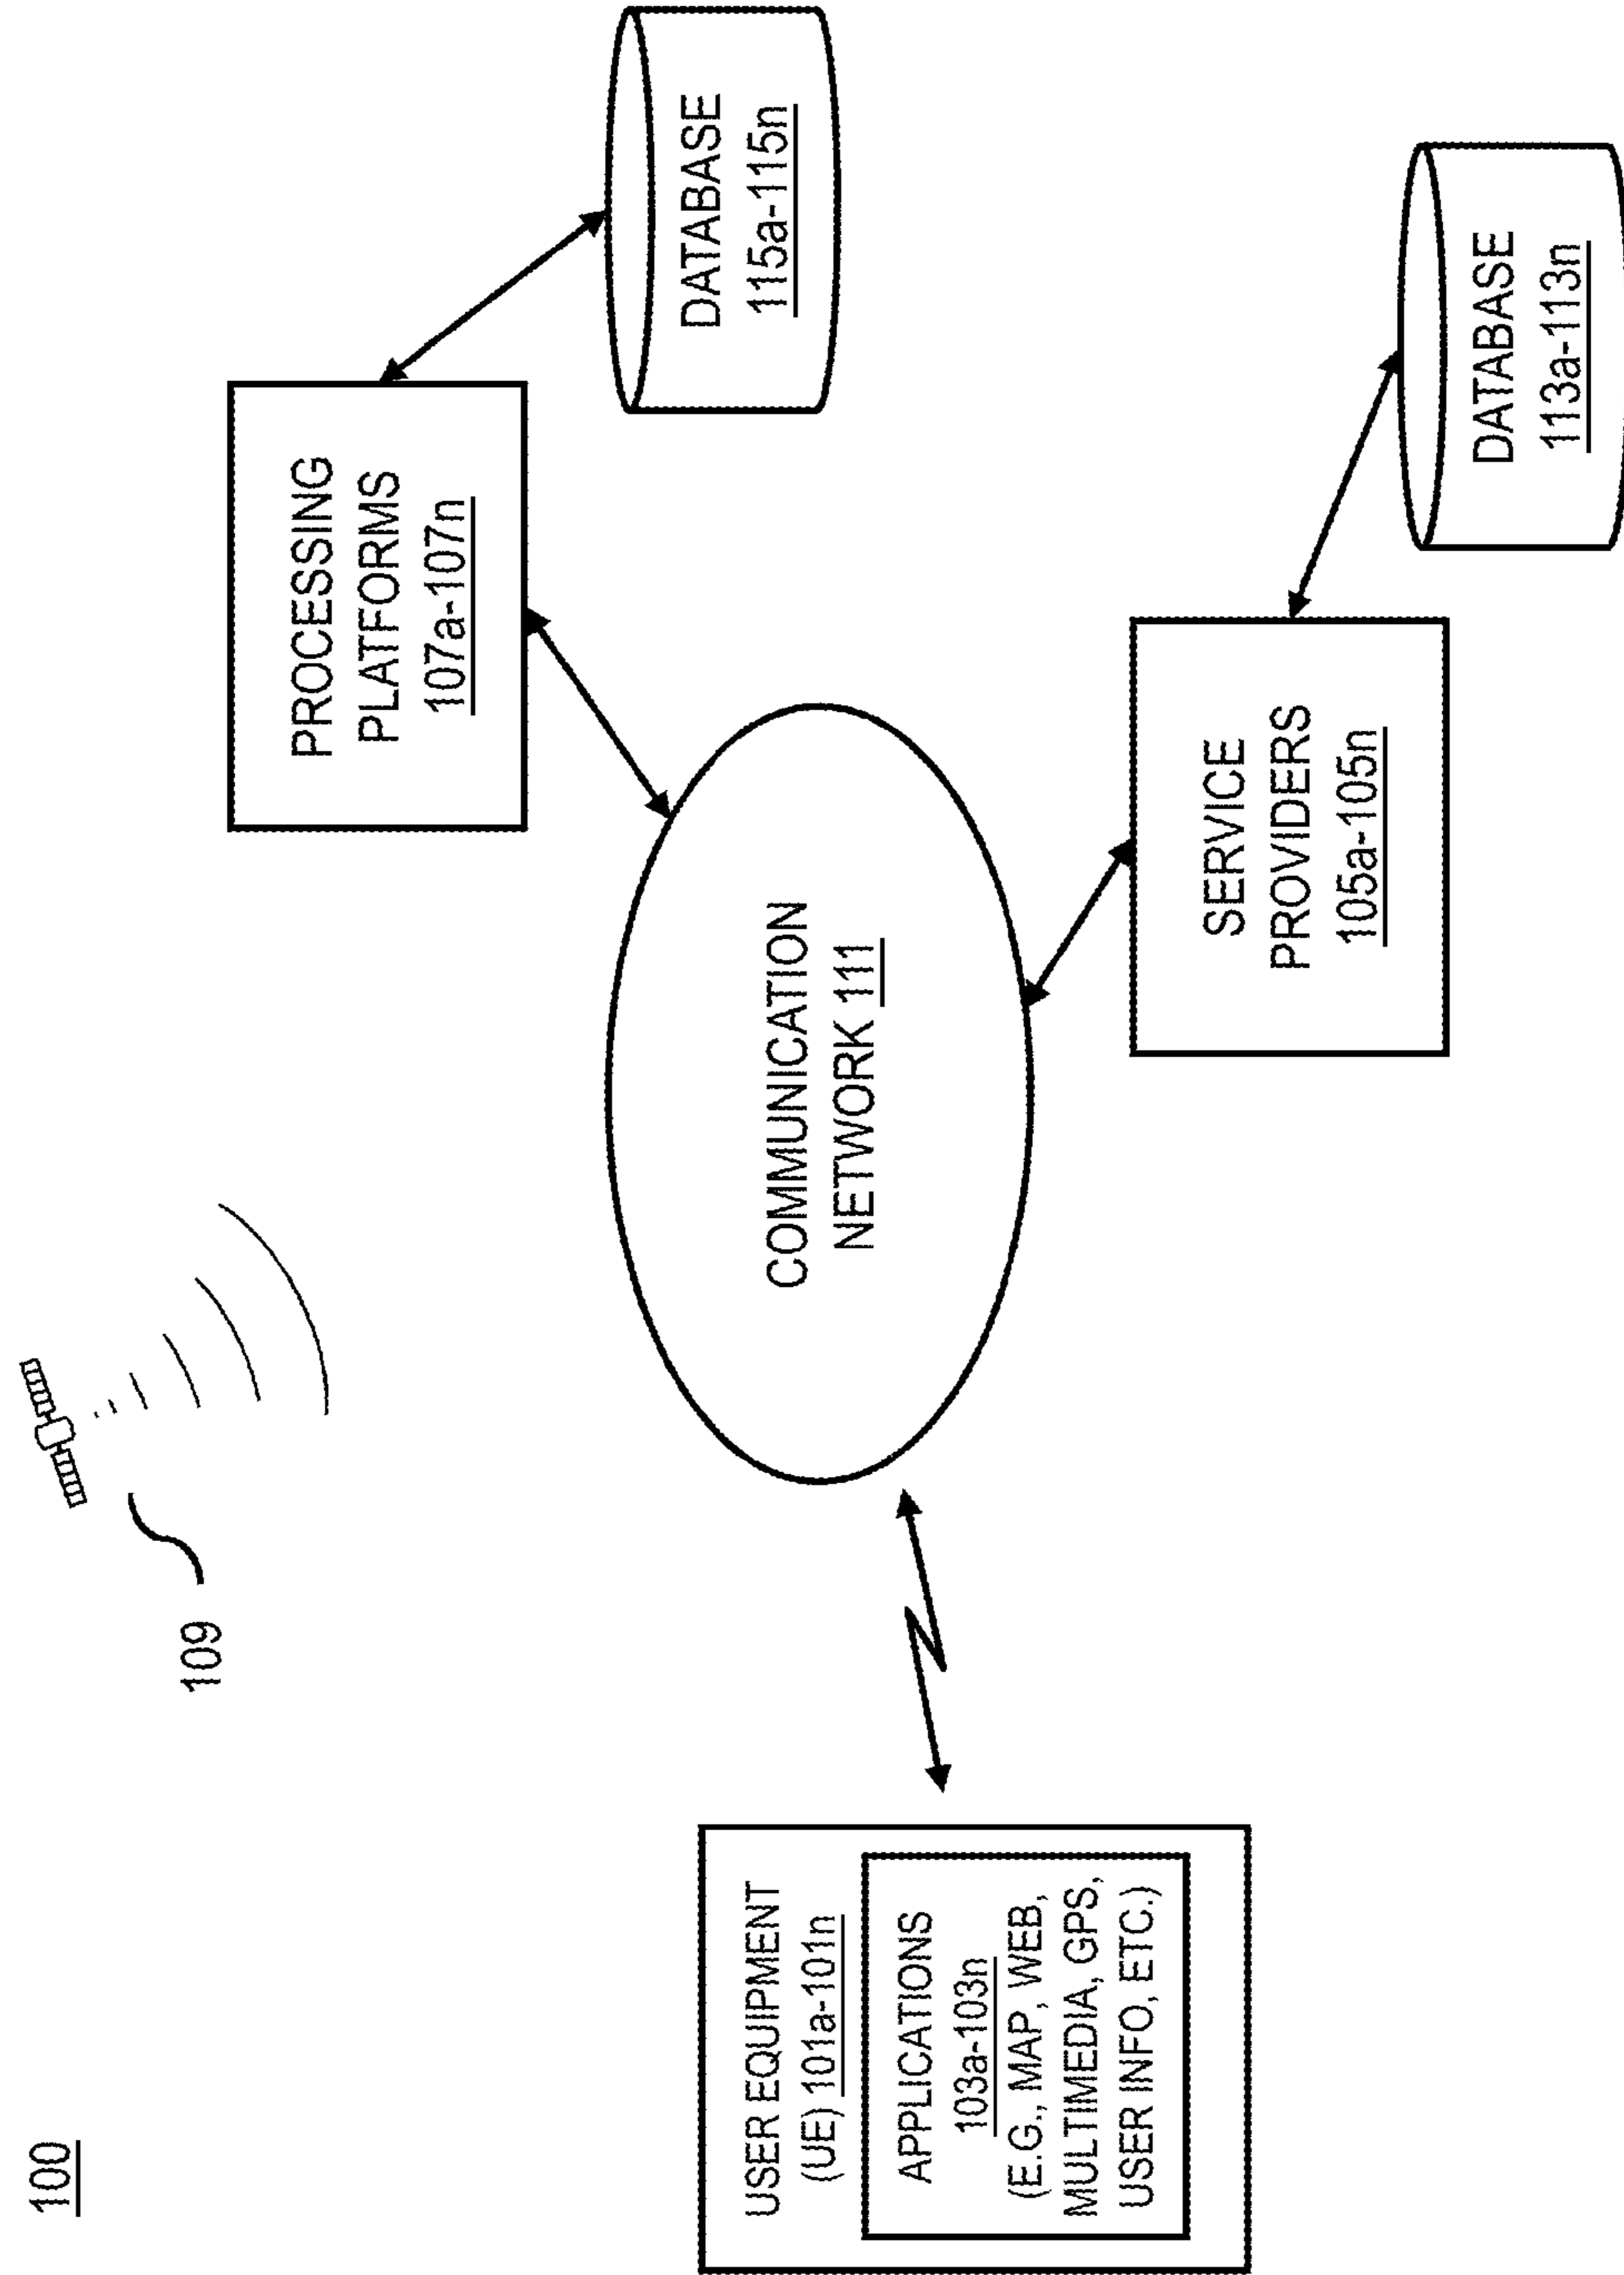 100
109
USER EQUIPMENT
(UE) 101a-101n
APPLICATIONS
103a-103n
(E.G., MAP, WEB,
MULTIMEDIA, GPS,
USER INFO, ETC.)
COMMUNICATION
NETWORK 111
PROCESSING
PLATFORMS
107a-107n
DATABASE
115a-115n
SERVICE
PROVIDERS
105a-105n
DATABASE
113a-113n